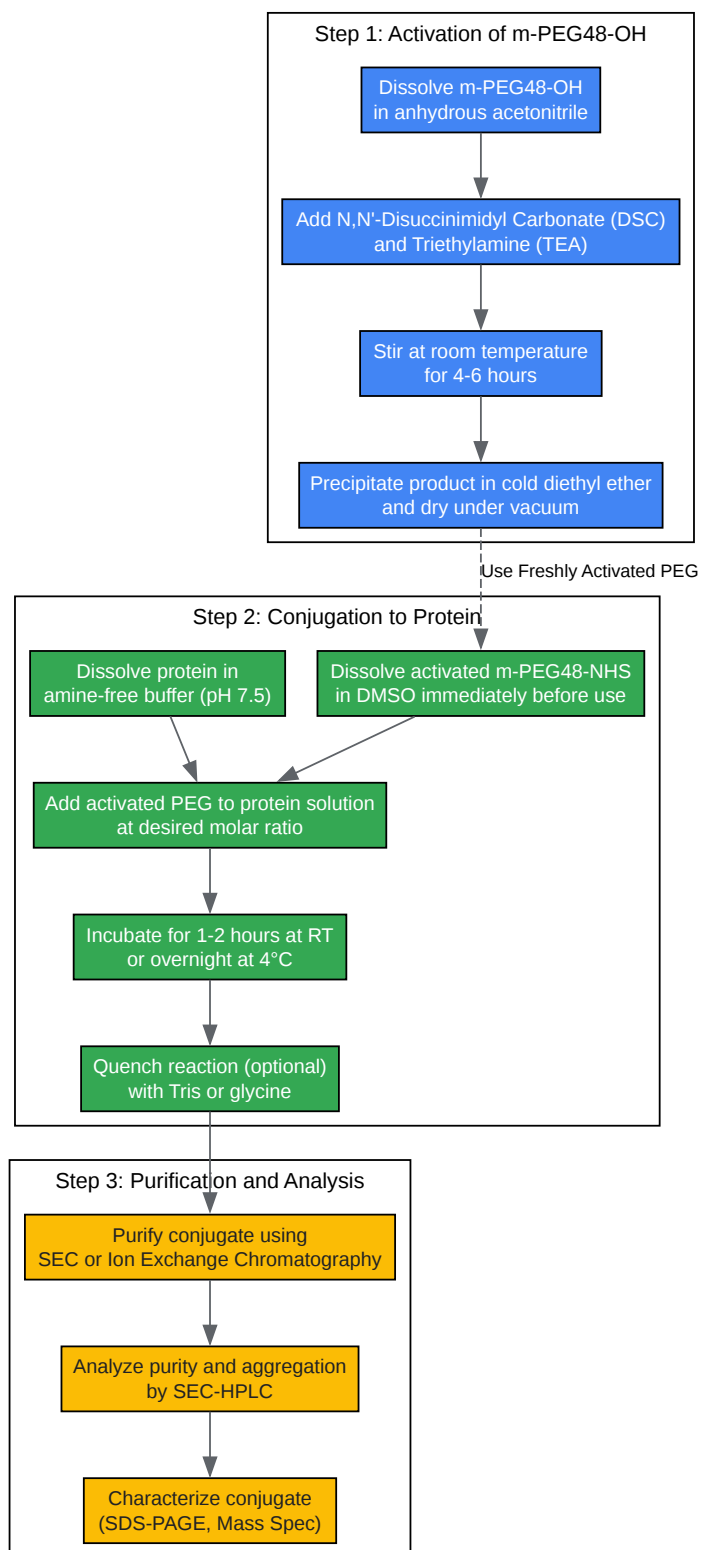 Step 1: Activation of m-PEG48-OH
Dissolve m-PEG48-OH
in anhydrous acetonitrile
Add N,N'-Disuccinimidyl Carbonate (DSC)
and Triethylamine (TEA)
Stir at room temperature
for 4-6 hours
Precipitate product in cold diethyl ether
and dry under vacuum
Use Freshly Activated PEG
Step 2: Conjugation to Protein
Dissolve protein in
amine-free buffer (pH 7.5)
Dissolve activated m-PEG48-NHS
in DMSO immediately before use
Add activated PEG to protein solution
at desired molar ratio
Incubate for 1-2 hours at RT
or overnight at 4°C
Quench reaction (optional)
with Tris or glycine
Step 3: Purification and Analysis
Purify conjugate using
SEC or Ion Exchange Chromatography
Analyze purity and aggregation
by SEC-HPLC
Characterize conjugate
(SDS-PAGE, Mass Spec)